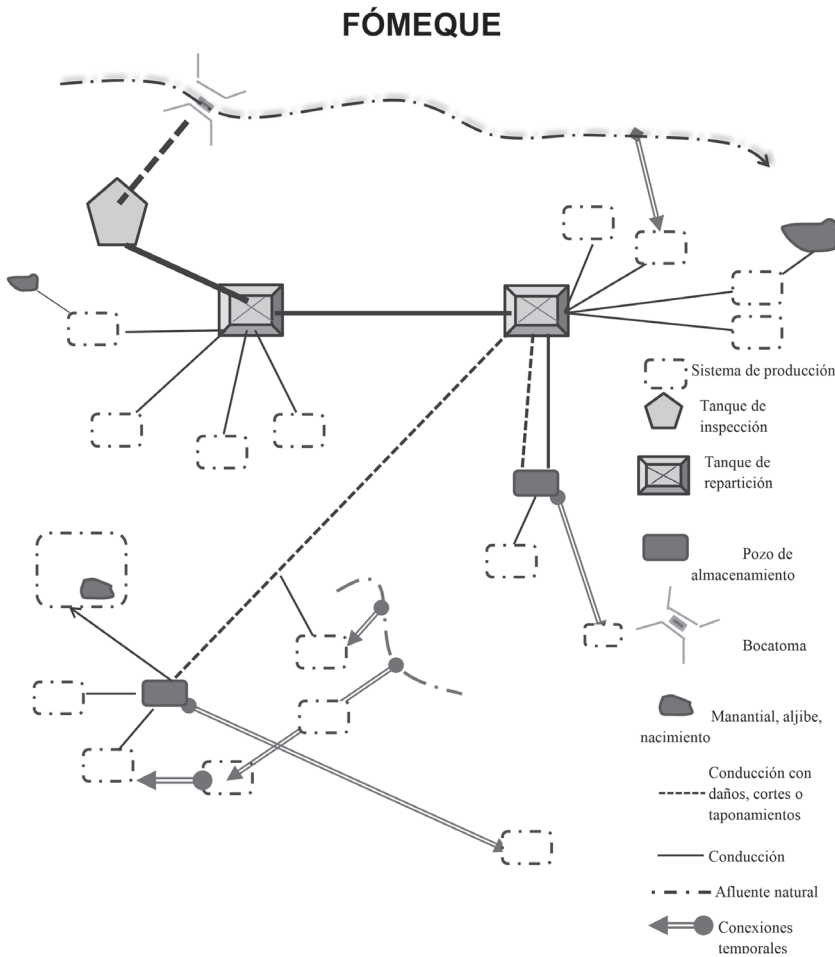 FÓMEQUE
Sistema de producción
Tanque de
inspección
Tanque de
repartición
Pozo de
almacenamiento
Bocatoma
Manantial, aljibe,
nacimiento
Conducción con
daños, cortes o
taponamientos
Conducción
Afluente natural
Conexiones
temporales